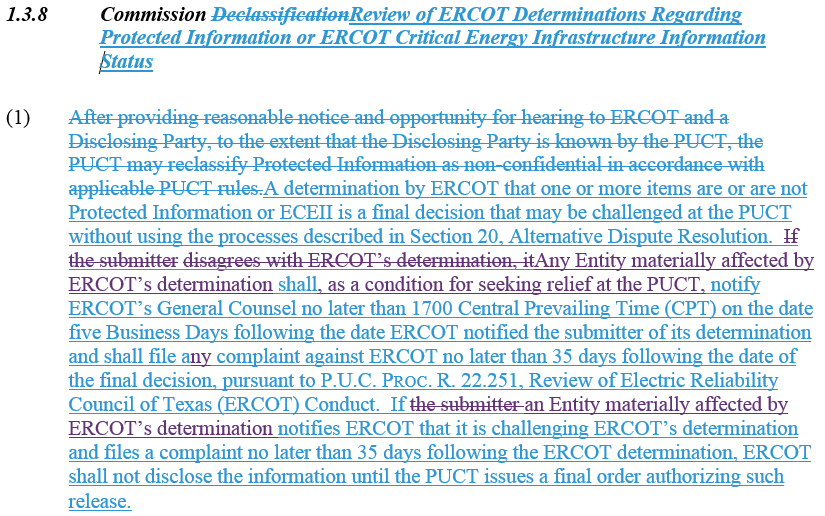 1.3.8 Commission DeclassificationReview of ERCOT Determinations Regarding
Protected Information or ERCOT Critical Energy Infrastructure Information
Status
(1) After providing reasonable notice and opportunity for hearing to ERCOT and a
Disclosing Party, to the extent that the Disclosing Party is known by the PUCT, the
PUCT may reclassify Protected Information as non-confidential in accordance with
applicable PUCT rules.A determination by ERCOT that one or more items are or are not
Protected Information or ECEII is a final decision that may be challenged at the PUCT
without using the processes described in Section 20, Alternative Dispute Resolution. If
the submitter disagrees with ERCOT’s determination, itAny Entity materially affected by
ERCOT’s determination shall, as a condition for seeking relief at the PUCT, notify
ERCOT’s General Counsel no later than 1700 Central Prevailing Time (CPT) on the date
five Business Days following the date ERCOT notified the submitter of its determination
and shall file any complaint against ERCOT no later than 35 days following the date of
the final decision, pursuant to P.U.C. PROC. R. 22.251, Review of Electric Reliability
Council of Texas (ERCOT) Conduct. If the submitter an Entity materially affected by
ERCOT’s determination notifies ERCOT that it is challenging ERCOT’s determination
and files a complaint no later than 35 days following the ERCOT determination, ERCOT
shall not disclose the information until the PUCT issues a final order authorizing such
release.